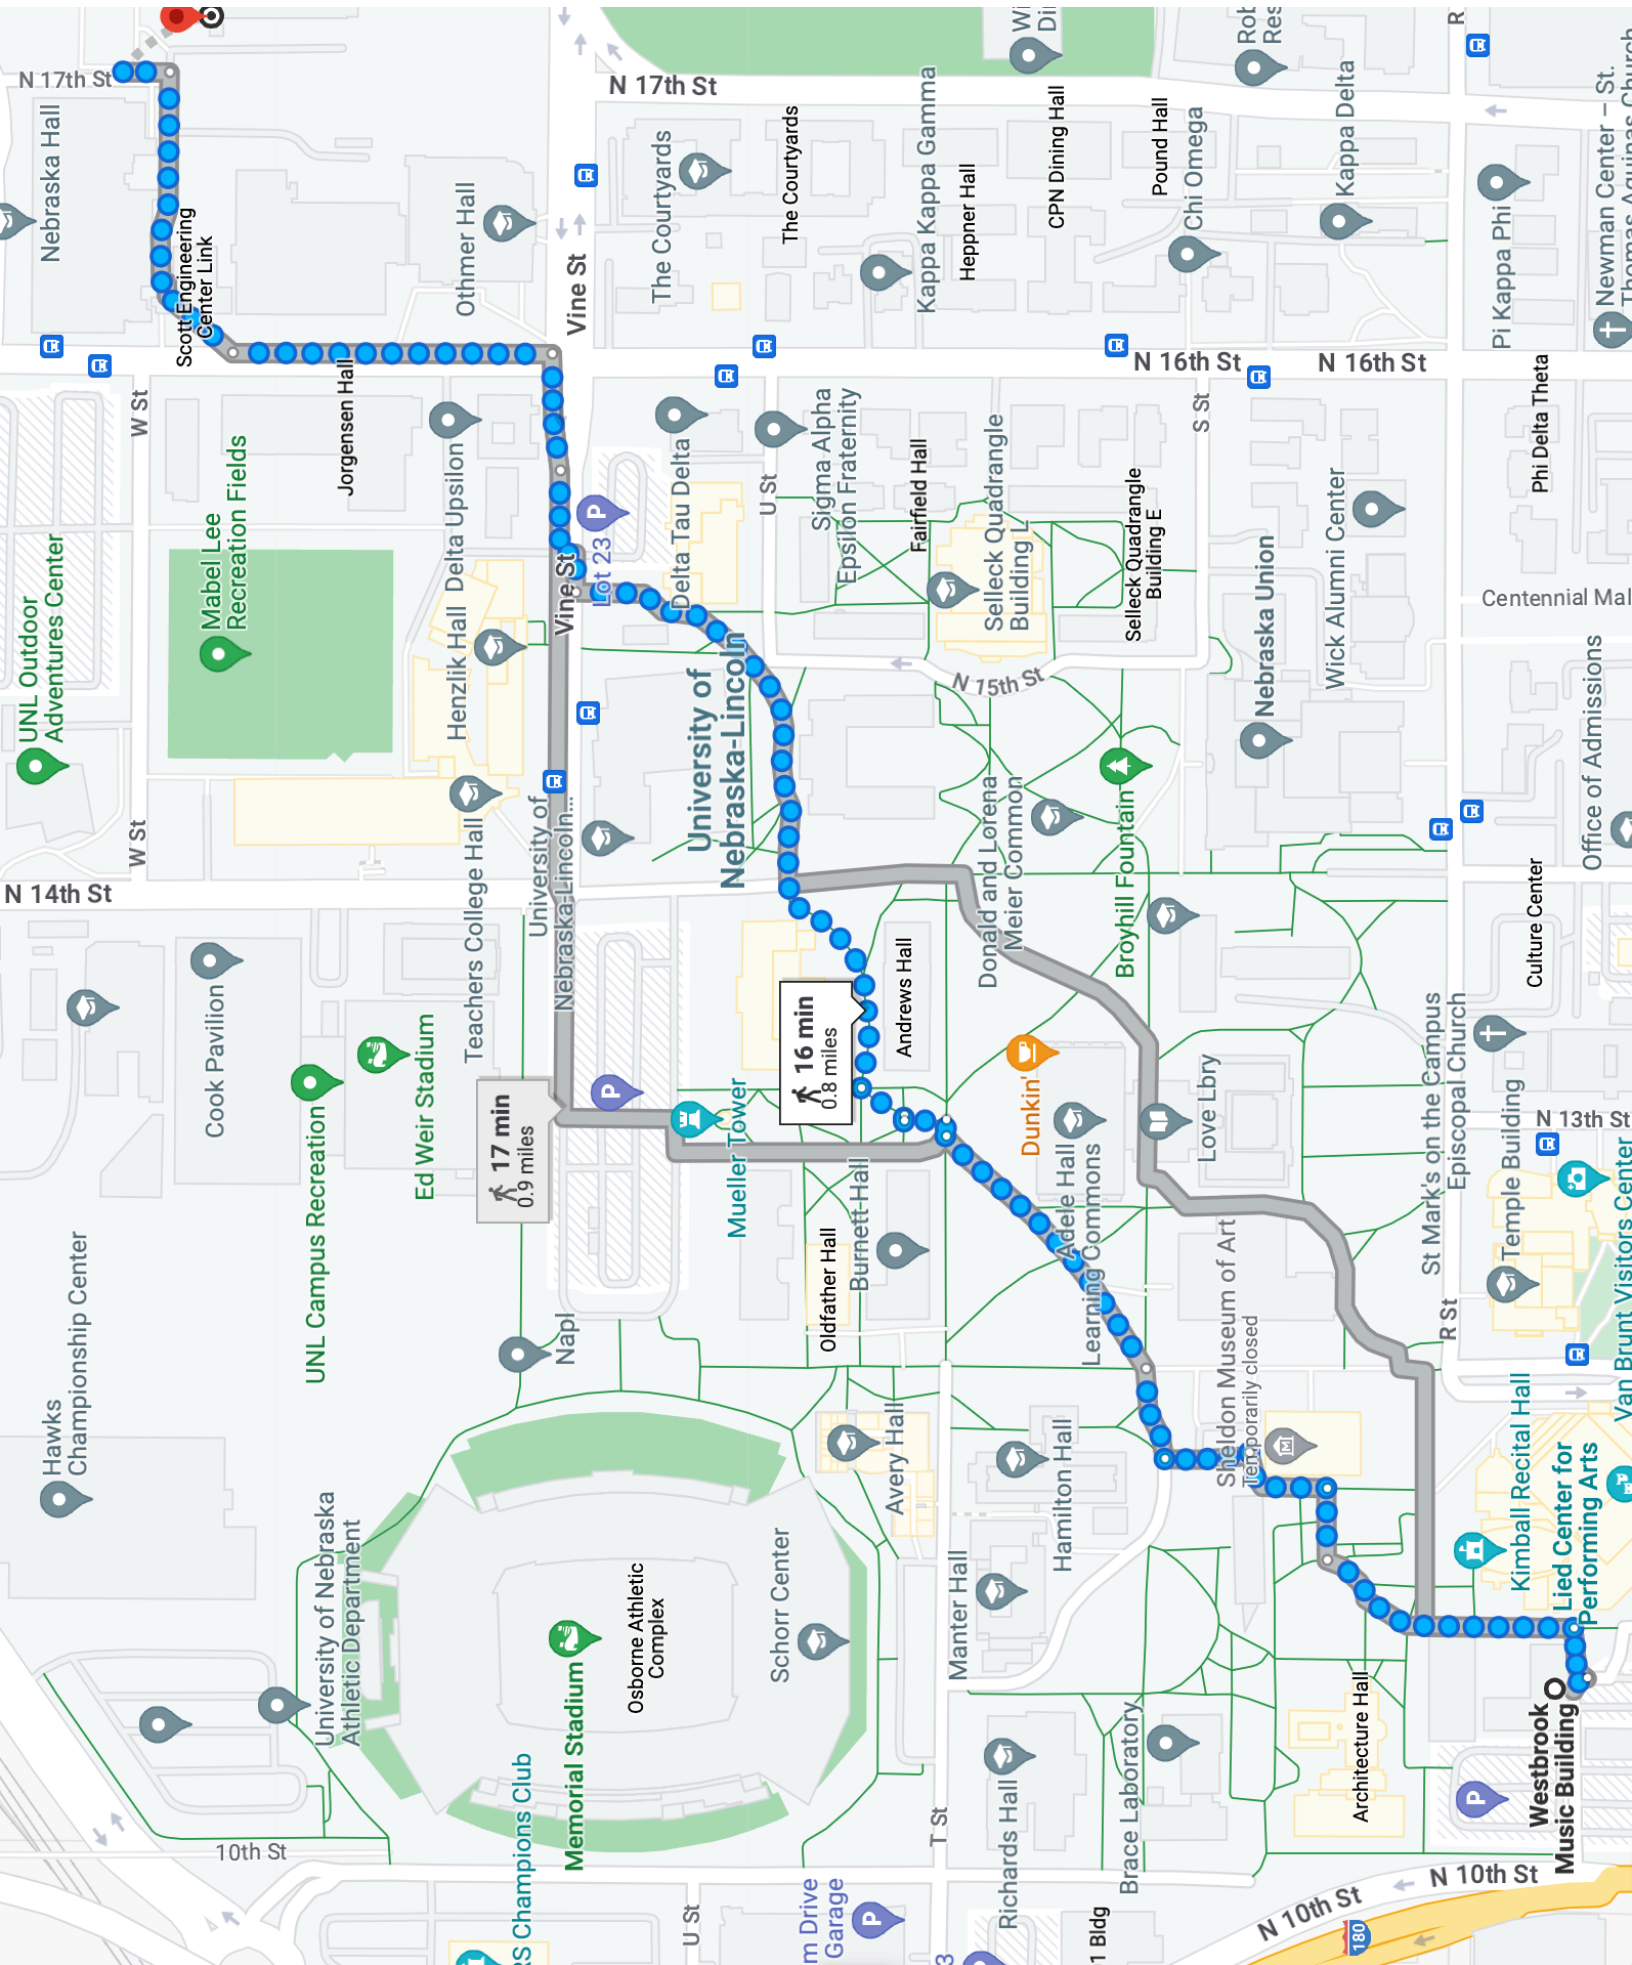 N 17th St
N 17th St
Nebraska Hall
Othmer Hall
Scott Engineering
Center Link
Vine St
The Courtyards
The Courtyards
Kappa Kappa Gamma
Heppner Hall
CPN Dining Hall
Pound Hall
Chi Omega
Kappa Delta
Pi Kappa Phi
Newman Center – St.
Thomas Aquinas Church
N 16th St
N 16th St
W St
Jorgensen Hall
Mabel Lee
Recreation Fields
UNL Outdoor
Adventures Center
Delta Upsilon
Henzlik Hall
P
Lot 23
Vine St
Delta Tau Delta
U St
Sigma Alpha
Epsilon Fraternity
Fairfield Hall
Selleck Quadrangle
Building L
Selleck Quadrangle
Building E
S St
Wick Alumni Center
Nebraska Union
Phi Delta Theta
Centennial Mal
Office of Admissions
N 15th St
University of
Nebraska-Lincoln
Donald and Lorena
Meier Common
Broyhill Fountain
W St
N 14th St
Teachers College Hall
University of
Nebraska-Lincoln...
Cook Pavilion
Ed Weir Stadium
UNL Campus Recreation
17 min
0.9 miles
P
Mueller Tower
16 min
0.8 miles
Andrews Hall
Dunkin'
Adele Hall
Learning Commons
Love Lbry
Culture Center
St Mark's on the Campus
Episcopal Church
N 13th St
Temple Building
Van Brunt Visitors Center
R St
Hawks
Championship Center
Napl
Oldfather Hall
Burnett Hall
Sheldon Museum of Art
Temporarily closed
Avery Hall
Hamilton Hall
Manter Hall
Kimball Recital Hall
Lied Center for
Performing Arts
University of Nebraska
Athletic Department
Memorial Stadium
Osborne Athletic
Complex
Schorr Center
Architecture Hall
Westbrook
Music Building
P
10th St
Champions Club
U St
m Drive
Garage
P
T St
Richards Hall
Brace Laboratory
1 Bldg
N 10th St
N 10th St
180